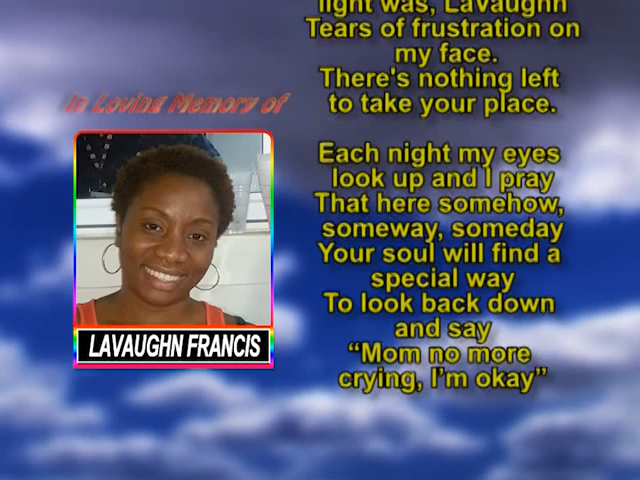 light was, LaVaughn
Tears of frustration on
my face.
There's nothing left
to take your place.
Each night my eyes
look up and I pray
That here somehow,
someway, someday
Your soul will find a
special way
To look back down
and say
“Mom no more
crying, I'm okay”
In Loving Memory of
LAVAUGHN FRANCIS